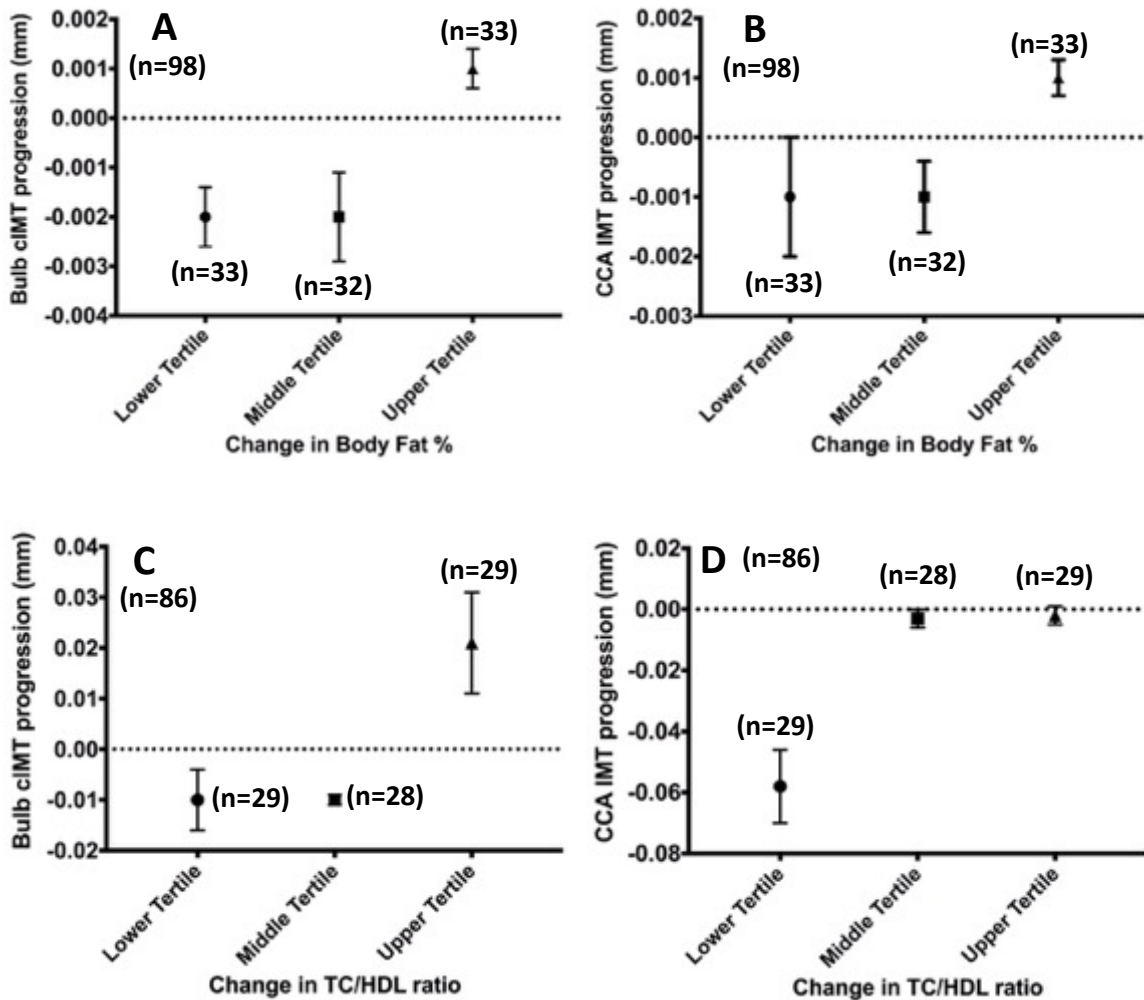 A
(n=33)
(n=98)
Bulb cIMT progression (mm)
0.002
0.001
0.000
-0.001
-0.002
-0.003
-0.004
(n=33)
(n=32)
Lower Tertile
Middle Tertile
Upper Tertile
Change in Body Fat %
B
(n=33)
(n=98)
CCA IMT progression (mm)
0.002
0.001
0.000
-0.001
-0.002
-0.003
(n=33)
(n=32)
Lower Tertile
Middle Tertile
Upper Tertile
Change in Body Fat %
C
(n=29)
(n=86)
Bulb cIMT progression (mm)
0.04
0.03
0.02
0.01
0.00
-0.01
-0.02
(n=29)
(n=28)
Lower Tertile
Middle Tertile
Upper Tertile
Change in TC/HDL ratio
D
(n=86)
(n=28)
(n=29)
CCA IMT progression (mm)
0.02
0.00
-0.02
-0.04
-0.06
-0.08
(n=29)
Lower Tertile
Middle Tertile
Upper Tertile
Change in TC/HDL ratio